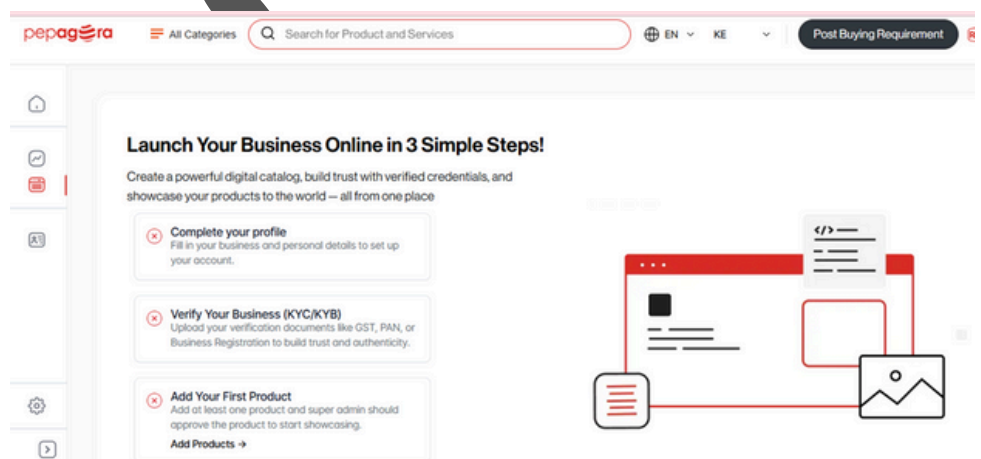 pepagora
All Categories
Search for Product and Services
EN
KE
Post Buying Requirement
Launch Your Business Online in 3 Simple Steps!
Create a powerful digital catalog, build trust with verified credentials, and
showcase your products to the world — all from one place
Complete your profile
Fill in your business and personal details to set up
your account.
Verify Your Business (KYC/KYB)
Upload your verification documents like GST, PAN, or
Business Registration to build trust and authenticity.
Add Your First Product
Add at least one product and super admin should
approve the product to start showcasing.
Add Products →